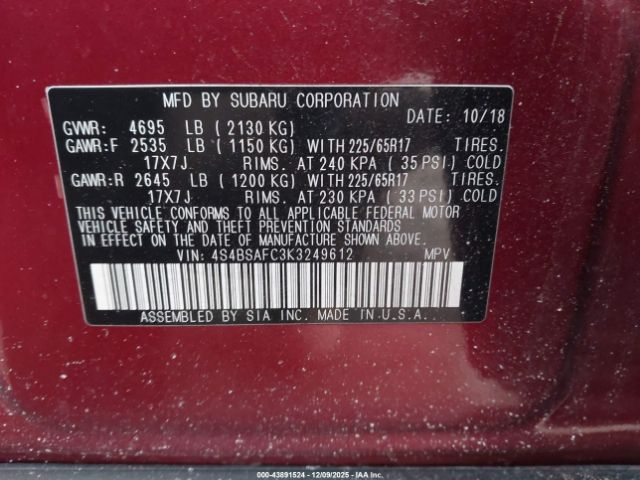 MFD BY SUBARU CORPORATION
DATE: 10/18
GVWR: 4695 LB (2130 KG)
GAWR:F 2535 LB (1150 KG) WITH 225/65R17 TIRES.
17X7J RIMS. AT 240 KPA (35 PSI) COLD
GAWR:R 2645 LB (1200 KG) WITH 225/65R17 TIRES.
17X7J RIMS. AT 230 KPA (33 PSI) COLD
THIS VEHICLE CONFORMS TO ALL APPLICABLE FEDERAL MOTOR
VEHICLE SAFETY AND THEFT PREVENTION STANDARDS
IN EFFECT ON THE DATE OF MANUFACTURE SHOWN ABOVE.
VIN: 4S4BSAFC3K3249612 MPV
ASSEMBLED BY SIA INC. MADE IN U.S.A.
000-43891524 - 12/09/2025 - IAA Inc.